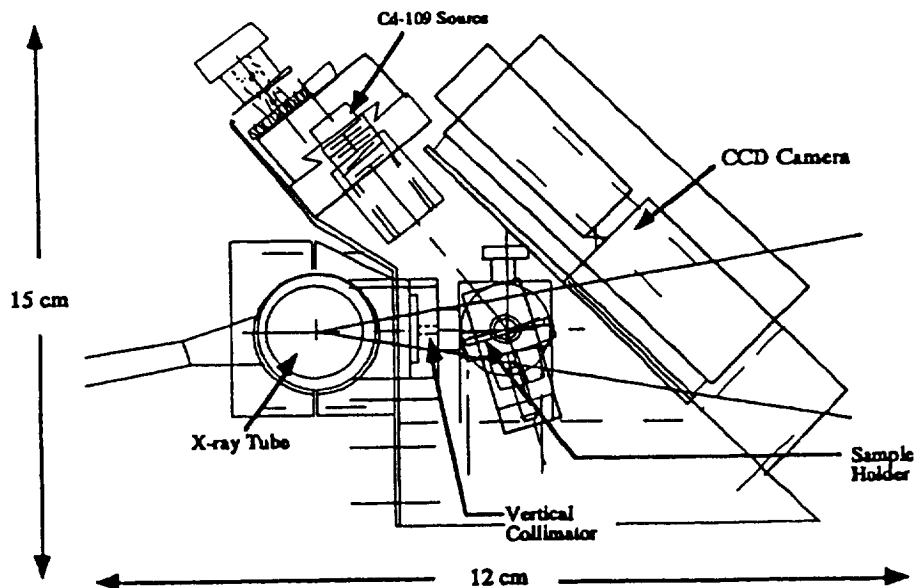 Cd-109 Source
CCD Camera
15 cm
X-ray Tube
Sample
Holder
Vertical
Collimator
12 cm